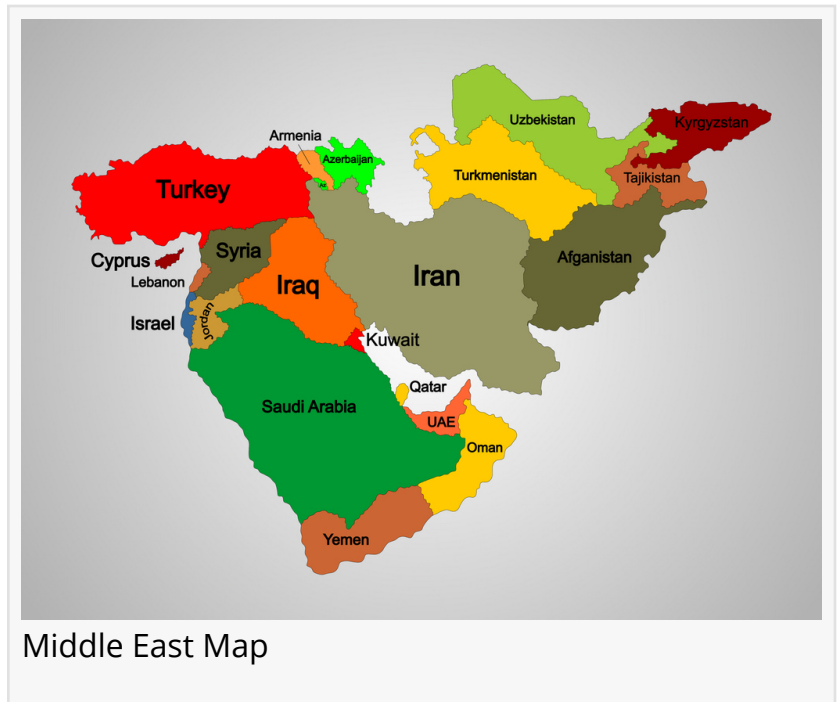 Uzbekistan
Kyrgyzstan
Armenia
Azerbaijan
Az.
Turkmenistan
Tajikistan
Turkey
Syria
Afganistan
Cyprus
Iran
Lebanon
Iraq
Israel
Jordan
Kuwait
Qatar
Saudi Arabia
UAE
Oman
Yemen
Middle East Map